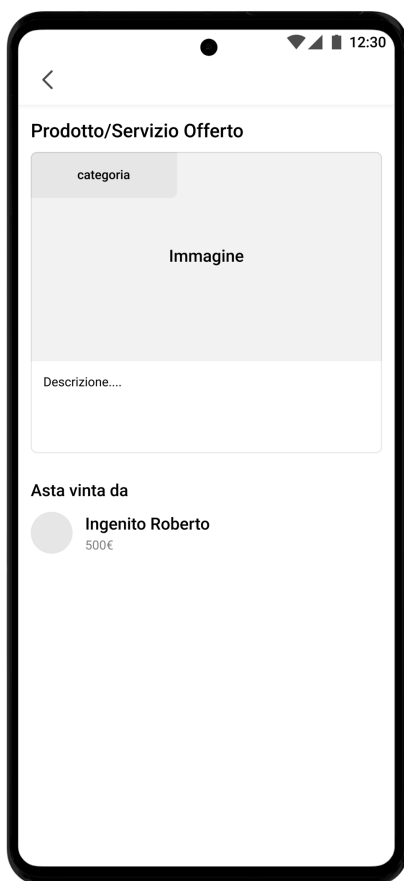 12:30
Prodotto/Servizio Offerto
categoria
Immagine
Descrizione....
Asta vinta da
Ingenito Roberto
500€